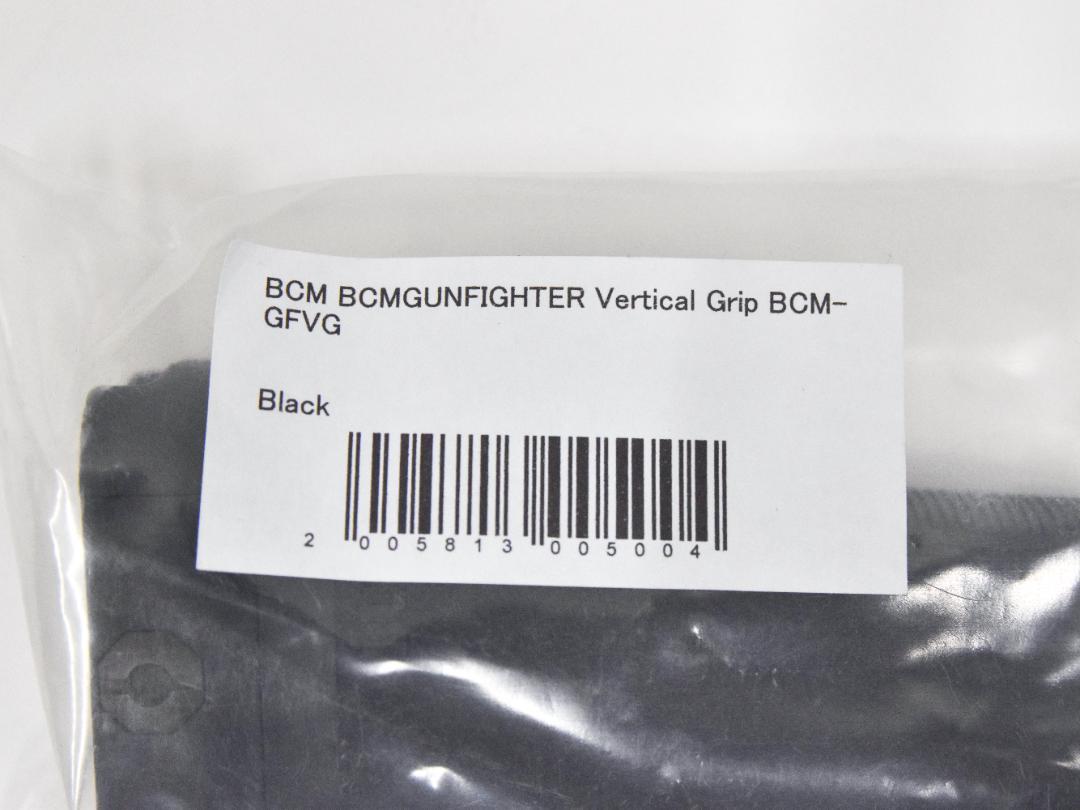 BCM BCMGUNFIGHTER Vertical Grip BCM-
GFVG
Black
2 005813 005004